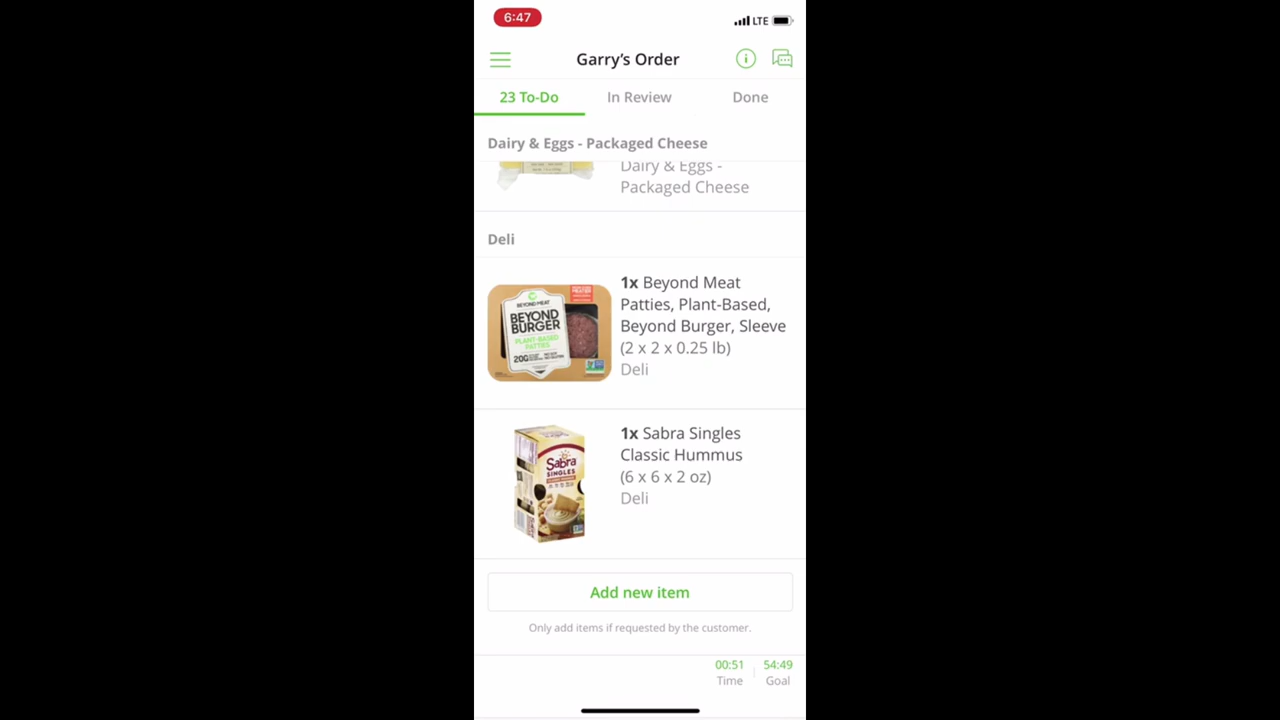 6:47
LTE
Garry's Order
23 To-Do
In Review
Done
Dairy & Eggs - Packaged Cheese
Dairy & Eggs -
Packaged Cheese
Deli
1x Beyond Meat
Patties, Plant-Based,
Beyond Burger, Sleeve
(2 x 2 x 0.25 lb)
Deli
BEYOND MEAT
BEYOND
BURGER
PLANT-BASED
PATTIES
20G
1x Sabra Singles
Classic Hummus
(6 x 6 x 2 oz)
Deli
Sabra
SINGLES
Add new item
Only add items if requested by the customer.
00:51
54:49
Time
Goal